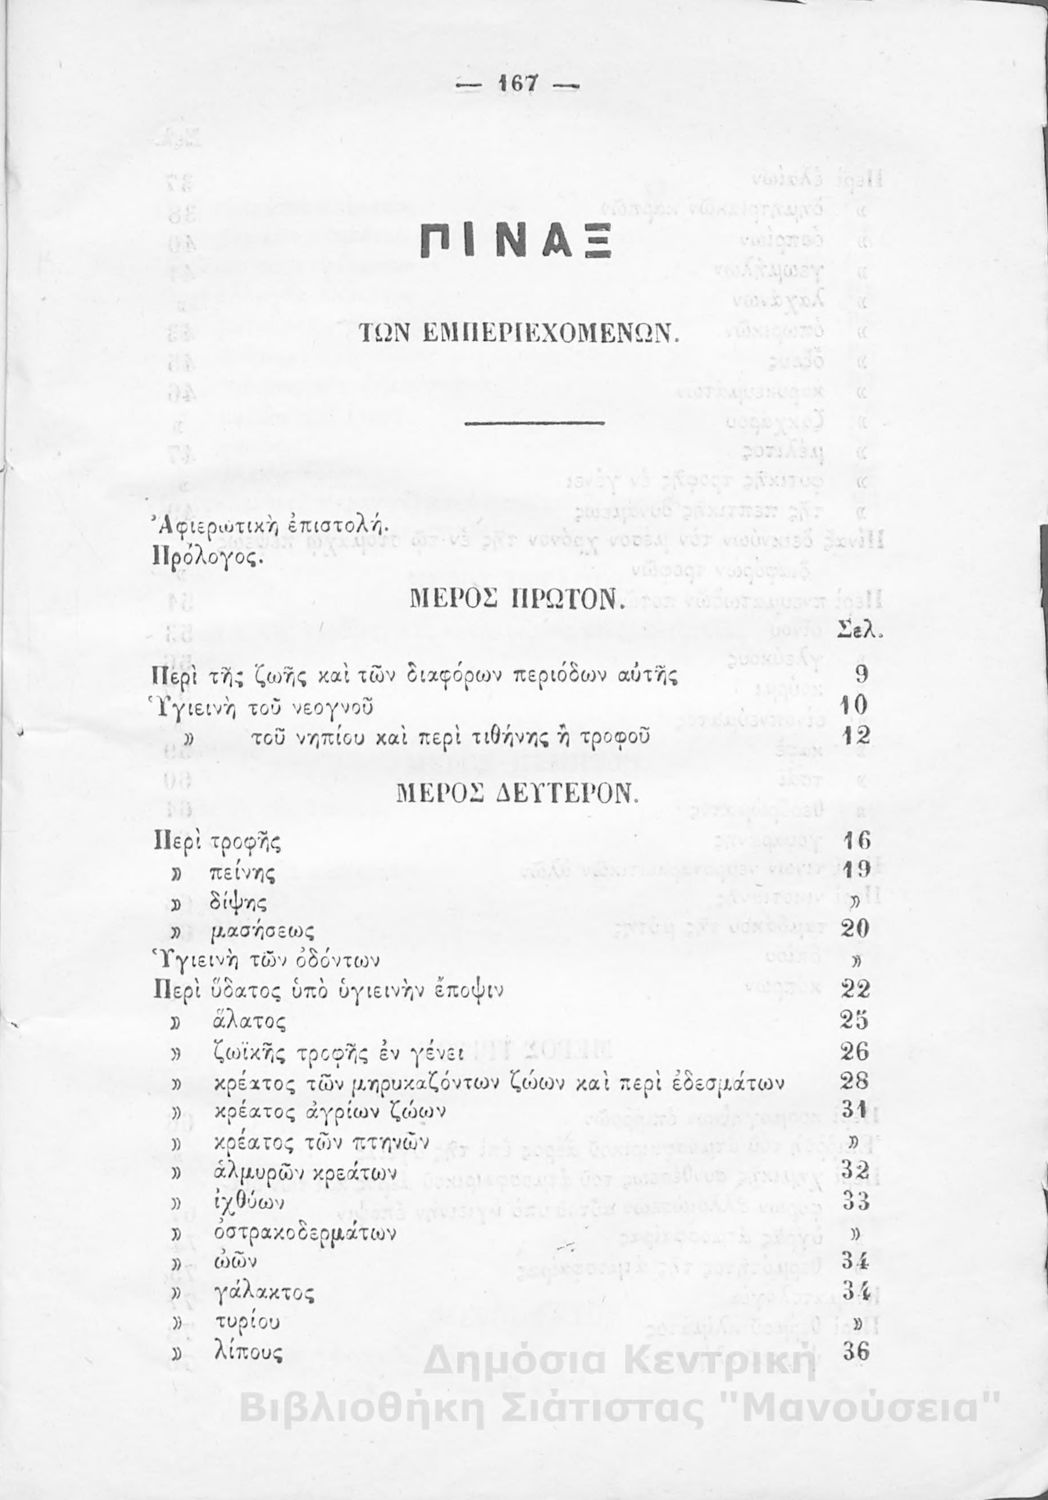 — 167 —
ΠΙΝΑΞ
ΤΩΝ ΕΜΠΕΡΙΕΧΟΜΕΝΩΝ.
Ἀφιερωτικὴ ἐπιστολή.
Πρόλογος.
ΜΕΡΟΣ ΠΡΩΤΟΝ.
Σελ.
Περὶ τῆς ζωῆς καὶ τῶν διαφόρων περιόδων αὐτῆς 9
Ὑγιεινὴ τοῦ νεογνοῦ 10
» τοῦ νηπίου καὶ περὶ τιθήνης ἢ τροφοῦ 12
ΜΕΡΟΣ ΔΕΥΤΕΡΟΝ.
Περὶ τροφῆς 16
» πείνης 19
» δίψης »
» μασήσεως 20
Ὑγιεινὴ τῶν ὀδόντων »
Περὶ ὕδατος ὑπὸ ὑγιεινὴν ἔποψιν 22
» ἅλατος 25
» ζωϊκῆς τροφῆς ἐν γένει 26
» κρέατος τῶν μηρυκαζόντων ζώων καὶ περὶ ἐδεσμάτων 28
» κρέατος ἀγρίων ζώων 31
» κρέατος τῶν πτηνῶν »
» ἁλμυρῶν κρεάτων 32
» ἰχθύων 33
» ὀστρακοδερμάτων »
» ὠῶν 34
» γάλακτος 34
» τυρίου »
» λίπους 36
Δημόσια Κεντρική
Βιβλιοθήκη Σιάτιστας "Μανούσεια"